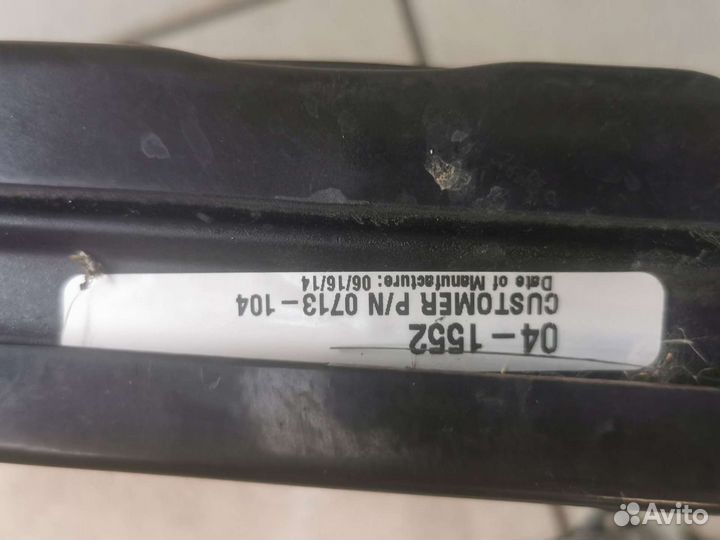 04-1552
CUSTOMER P/N 0713-104
Date of Manufacture: 06/16/14
Avito